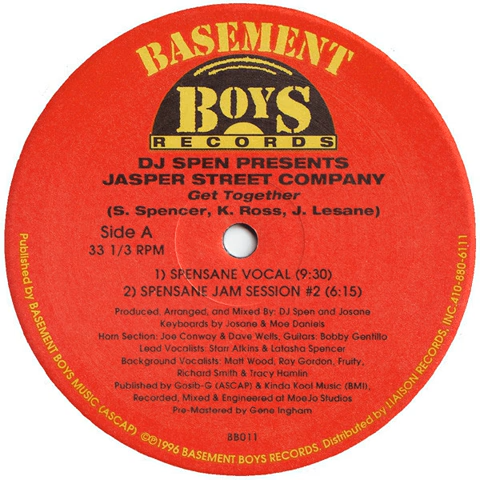 BASEMENT
BOYS
RECORDS
DJ SPEN PRESENTS
JASPER STREET COMPANY
Get Together
(S. Spencer, K. Ross, J. Lesane)
Side A
33 1/3 RPM
1) SPENSANE VOCAL (9:30)
2) SPENSANE JAM SESSION #2 (6:15)
Produced, Arranged, and Mixed By: DJ Spen and Josane
Keyboards by Josane & Moe Daniels
Horn Section: Joe Conway & Dave Wells, Guitars: Bobby Gentilo
Lead Vocalists: Starr Atkins & Latasha Spencer
Background Vocalists: Matt Wood, Ray Gordon, Fruity,
Richard Smith & Tracy Hamlin
Published by Gosib-G (ASCAP) & Kinda Kool Music (BMI),
Recorded, Mixed & Engineered at MoeJo Studios
Pre-Mastered by Gene Ingham
BB011
Published by BASEMENT BOYS MUSIC (ASCAP) ©℗1996 BASEMENT BOYS RECORDS. Distributed by LIAISON RECORDS, INC. 410-880-6111